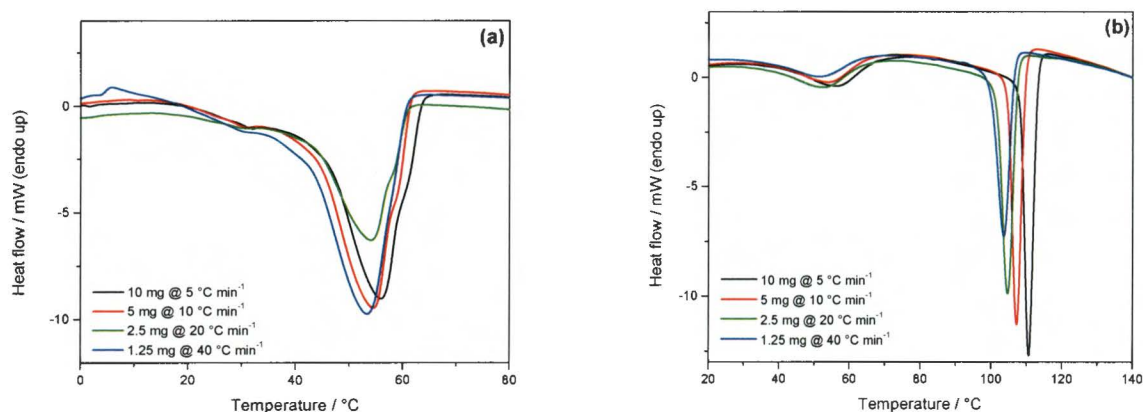 (a)
Heat flow / mW (endo up)
0
-5
-10
10 mg @ 5 °C min-1
5 mg @ 10 °C min-1
2.5 mg @ 20 °C min-1
1.25 mg @ 40 °C min-1
0 20 40 60 80
Temperature / °C
(b)
Heat flow / mW (endo up)
0
-5
-10
10 mg @ 5 °C min-1
5 mg @ 10 °C min-1
2.5 mg @ 20 °C min-1
1.25 mg @ 40 °C min-1
20 40 60 80 100 120 140
Temperature / °C